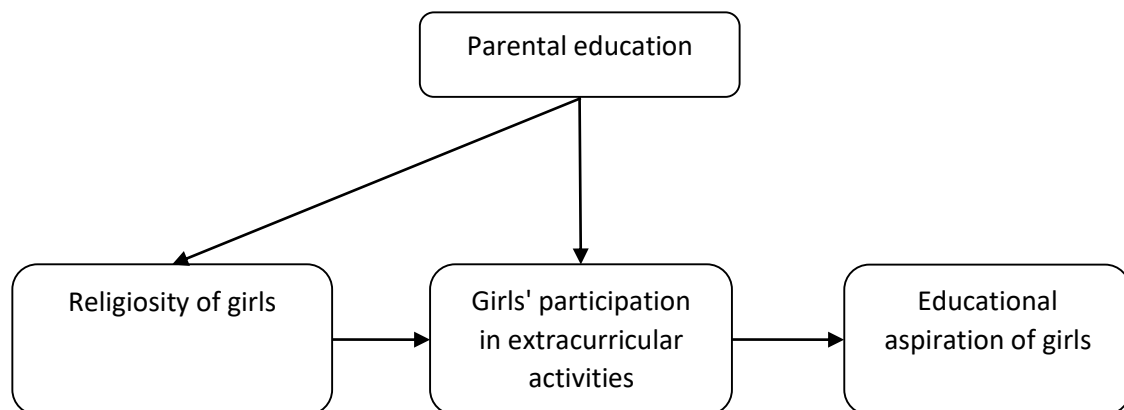 Parental education
Religiosity of girls
Girls' participation
in extracurricular
activities
Educational
aspiration of girls